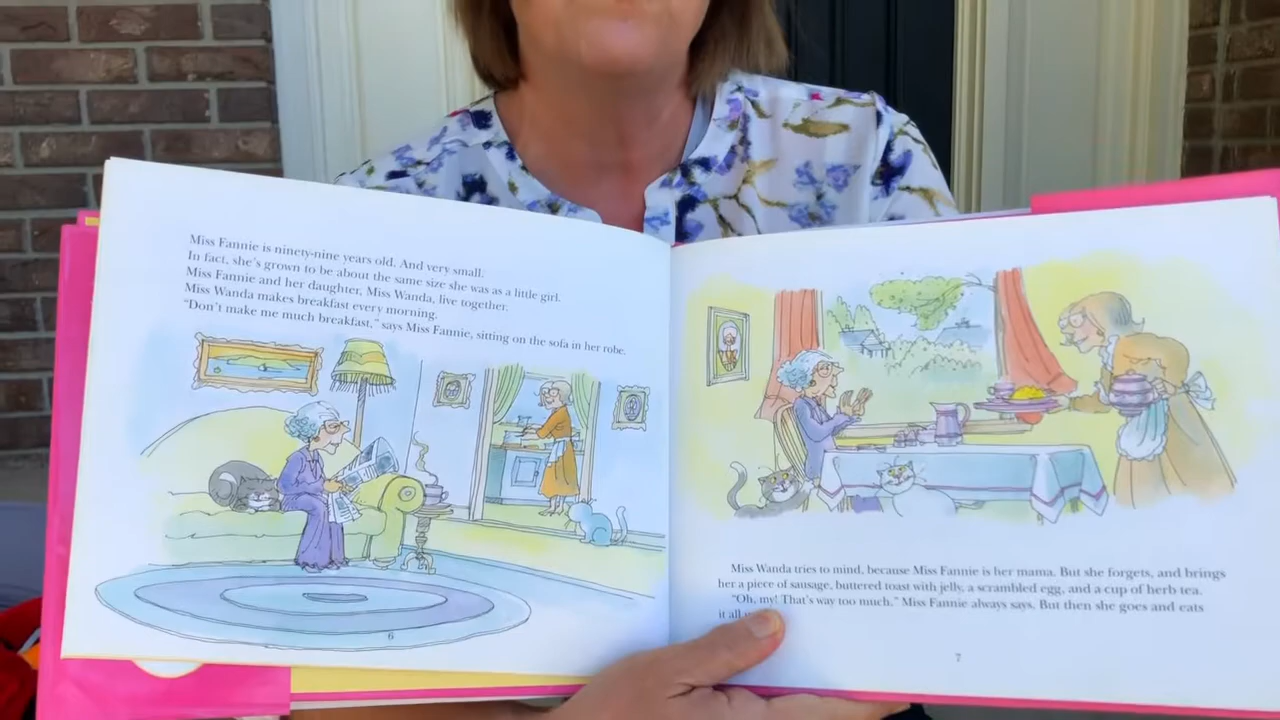 Miss Fannie is ninety-nine years old. And very small.
In fact, she's grown to be about the same size she was as a little girl.
Miss Fannie and her daughter, Miss Wanda, live together.
Miss Wanda makes breakfast every morning.
"Don't make me much breakfast," says Miss Fannie, sitting on the sofa in her robe.
6
Miss Wanda tries to mind, because Miss Fannie is her mama. But she forgets, and brings
her a piece of sausage, buttered toast with jelly, a scrambled egg, and a cup of herb tea.
"Oh, my! That's way too much," Miss Fannie always says. But then she goes and eats
it all
7